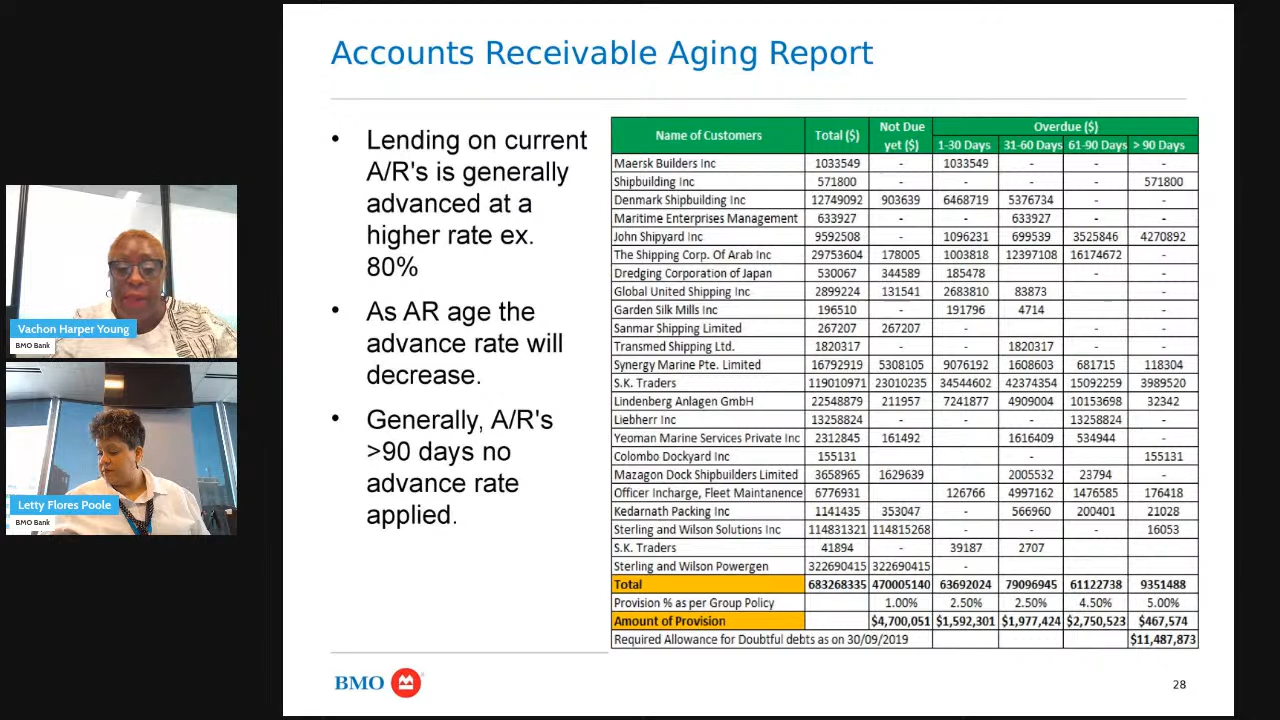 Accounts Receivable Aging Report
• Lending on current
A/R's is generally
advanced at a
higher rate ex.
80%
• As AR age the
advance rate will
decrease.
• Generally, A/R's
>90 days no
advance rate
applied.
Name of Customers Total ($) Not Due yet ($) Overdue ($)
1-30 Days 31-60 Days 61-90 Days > 90 Days
Maersk Builders Inc 1033549 - 1033549 - - -
Shipbuilding Inc 571800 - - - - 571800
Denmark Shipbuilding Inc 12749092 903639 6468719 5376734 - -
Maritime Enterprises Management 633927 - - 633927 - -
John Shipyard Inc 9592508 - 1096231 699539 3525846 4270892
The Shipping Corp. Of Arab Inc 29753604 178005 1003818 12397108 16174672 -
Dredging Corporation of Japan 530067 344589 185478 - -
Global United Shipping Inc 2899224 131541 2683810 83873 -
Garden Silk Mills Inc 196510 - 191796 4714 -
Sanmar Shipping Limited 267207 267207 - - -
Transmed Shipping Ltd. 1820317 - - 1820317 - -
Synergy Marine Pte. Limited 16792919 5308105 9076192 1608603 681715 118304
S.K. Traders 119010971 23010235 34544602 42374354 15092259 3989520
Lindenberg Anlagen GmbH 22548879 211957 7241877 4909004 10153698 32342
Liebherr Inc 13258824 - - - 13258824 -
Yeoman Marine Services Private Inc 2312845 161492 1616409 534944 -
Colombo Dockyard Inc 155131 - 155131
Mazagon Dock Shipbuilders Limited 3658965 1629639 2005532 23794 -
Officer Incharge, Fleet Maintanence 6776931 126766 4997162 1476585 176418
Kedarnath Packing Inc 1141435 353047 - 566960 200401 21028
Sterling and Wilson Solutions Inc 114831321 114815268 - - - 16053
S.K. Traders 41894 - 39187 2707
Sterling and Wilson Powergen 322690415 322690415 -
Total 683268335 470005140 63692024 79096945 61122738 9351488
Provision % as per Group Policy 1.00% 2.50% 2.50% 4.50% 5.00%
Amount of Provision $4,700,051 $1,592,301 $1,977,424 $2,750,523 $467,574
Required Allowance for Doubtful debts as on 30/09/2019 $11,487,873
Vachon Harper Young
BMO Bank
Letty Flores Poole
BMO Bank
BMO
28